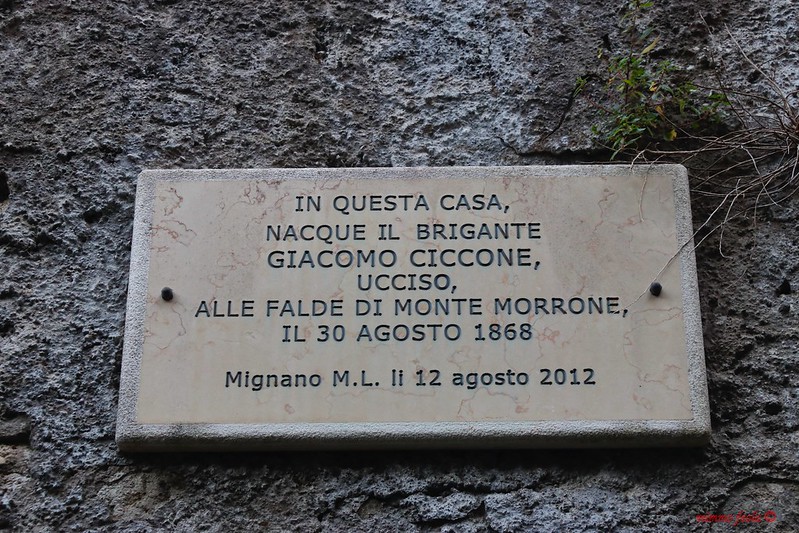 IN QUESTA CASA,
NACQUE IL BRIGANTE
GIACOMO CICCONE,
UCCISO,
ALLE FALDE DI MONTE MORRONE,
IL 30 AGOSTO 1868
Mignano M.L. li 12 agosto 2012